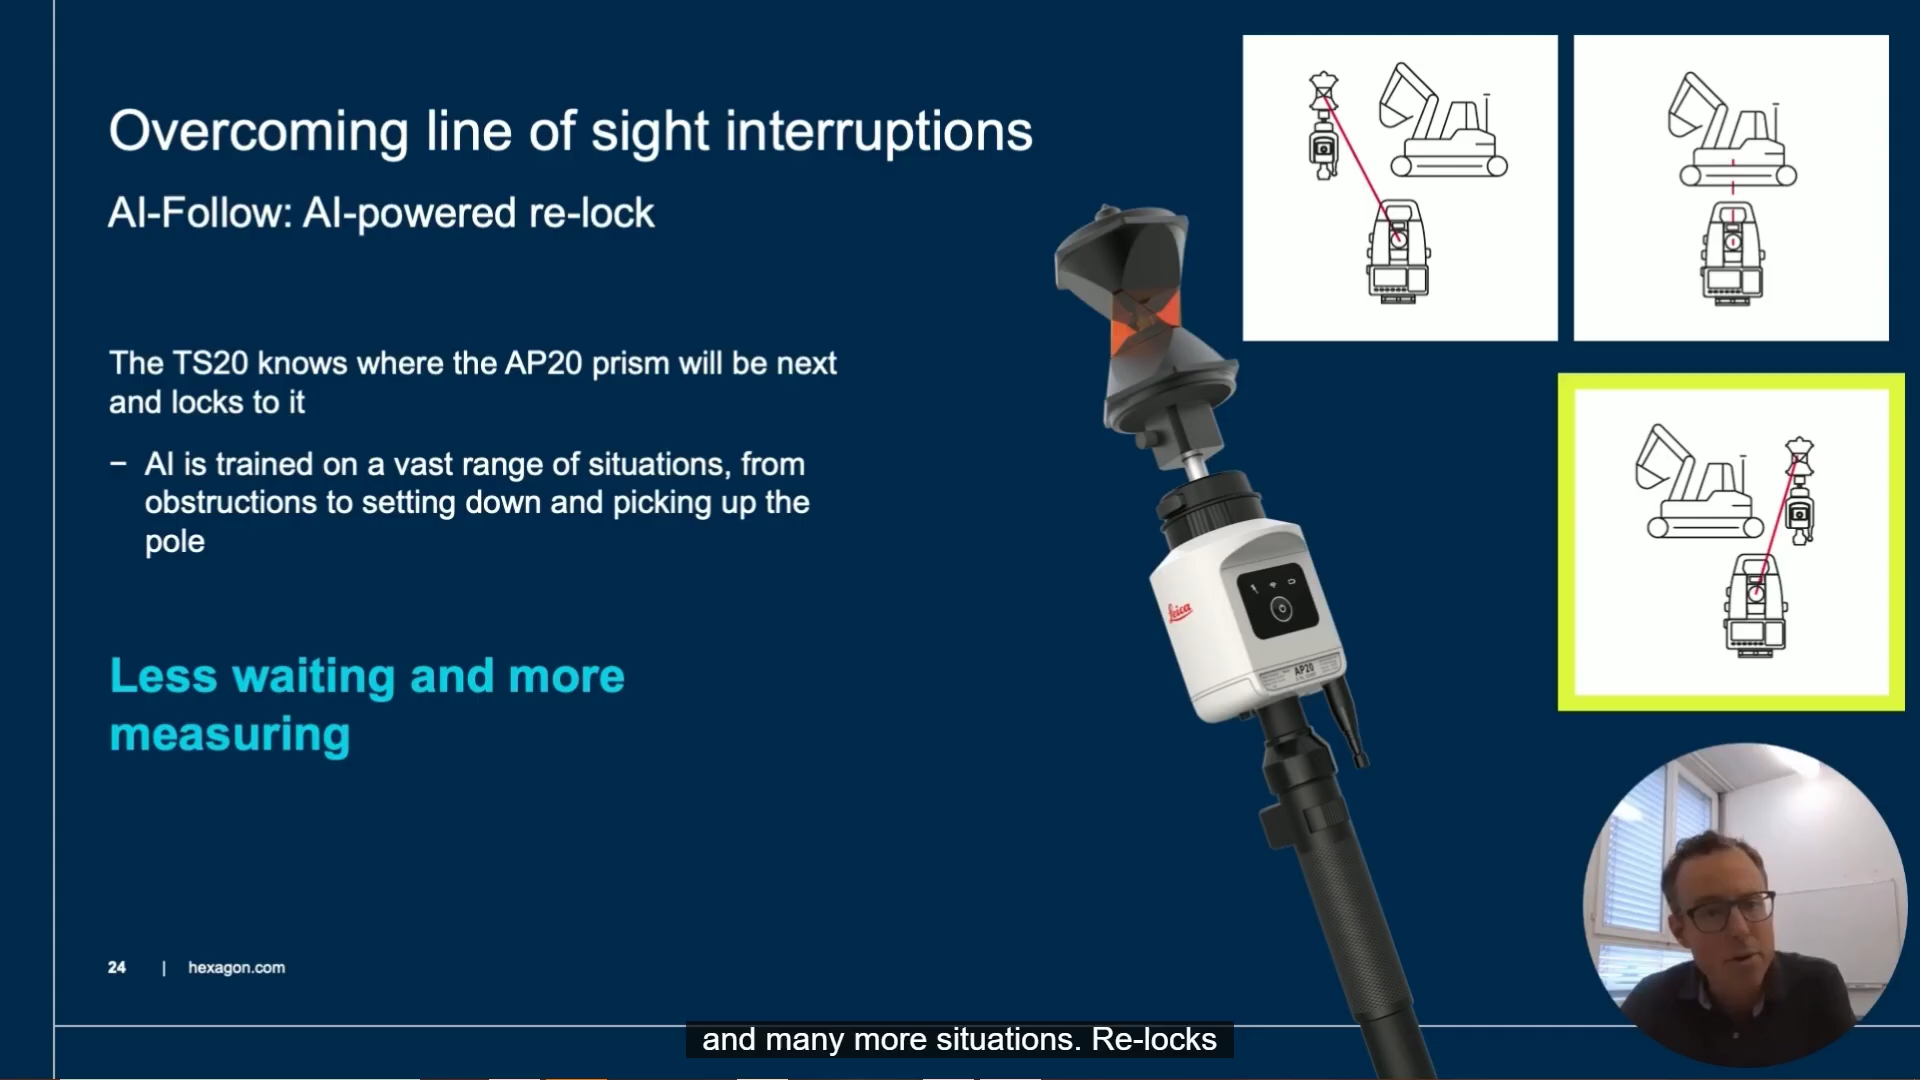 Overcoming line of sight interruptions
AI-Follow: AI-powered re-lock
The TS20 knows where the AP20 prism will be next
and locks to it
– AI is trained on a vast range of situations, from
obstructions to setting down and picking up the
pole
Less waiting and more
measuring
Leica
AP20
24 | hexagon.com
and many more situations. Re-locks